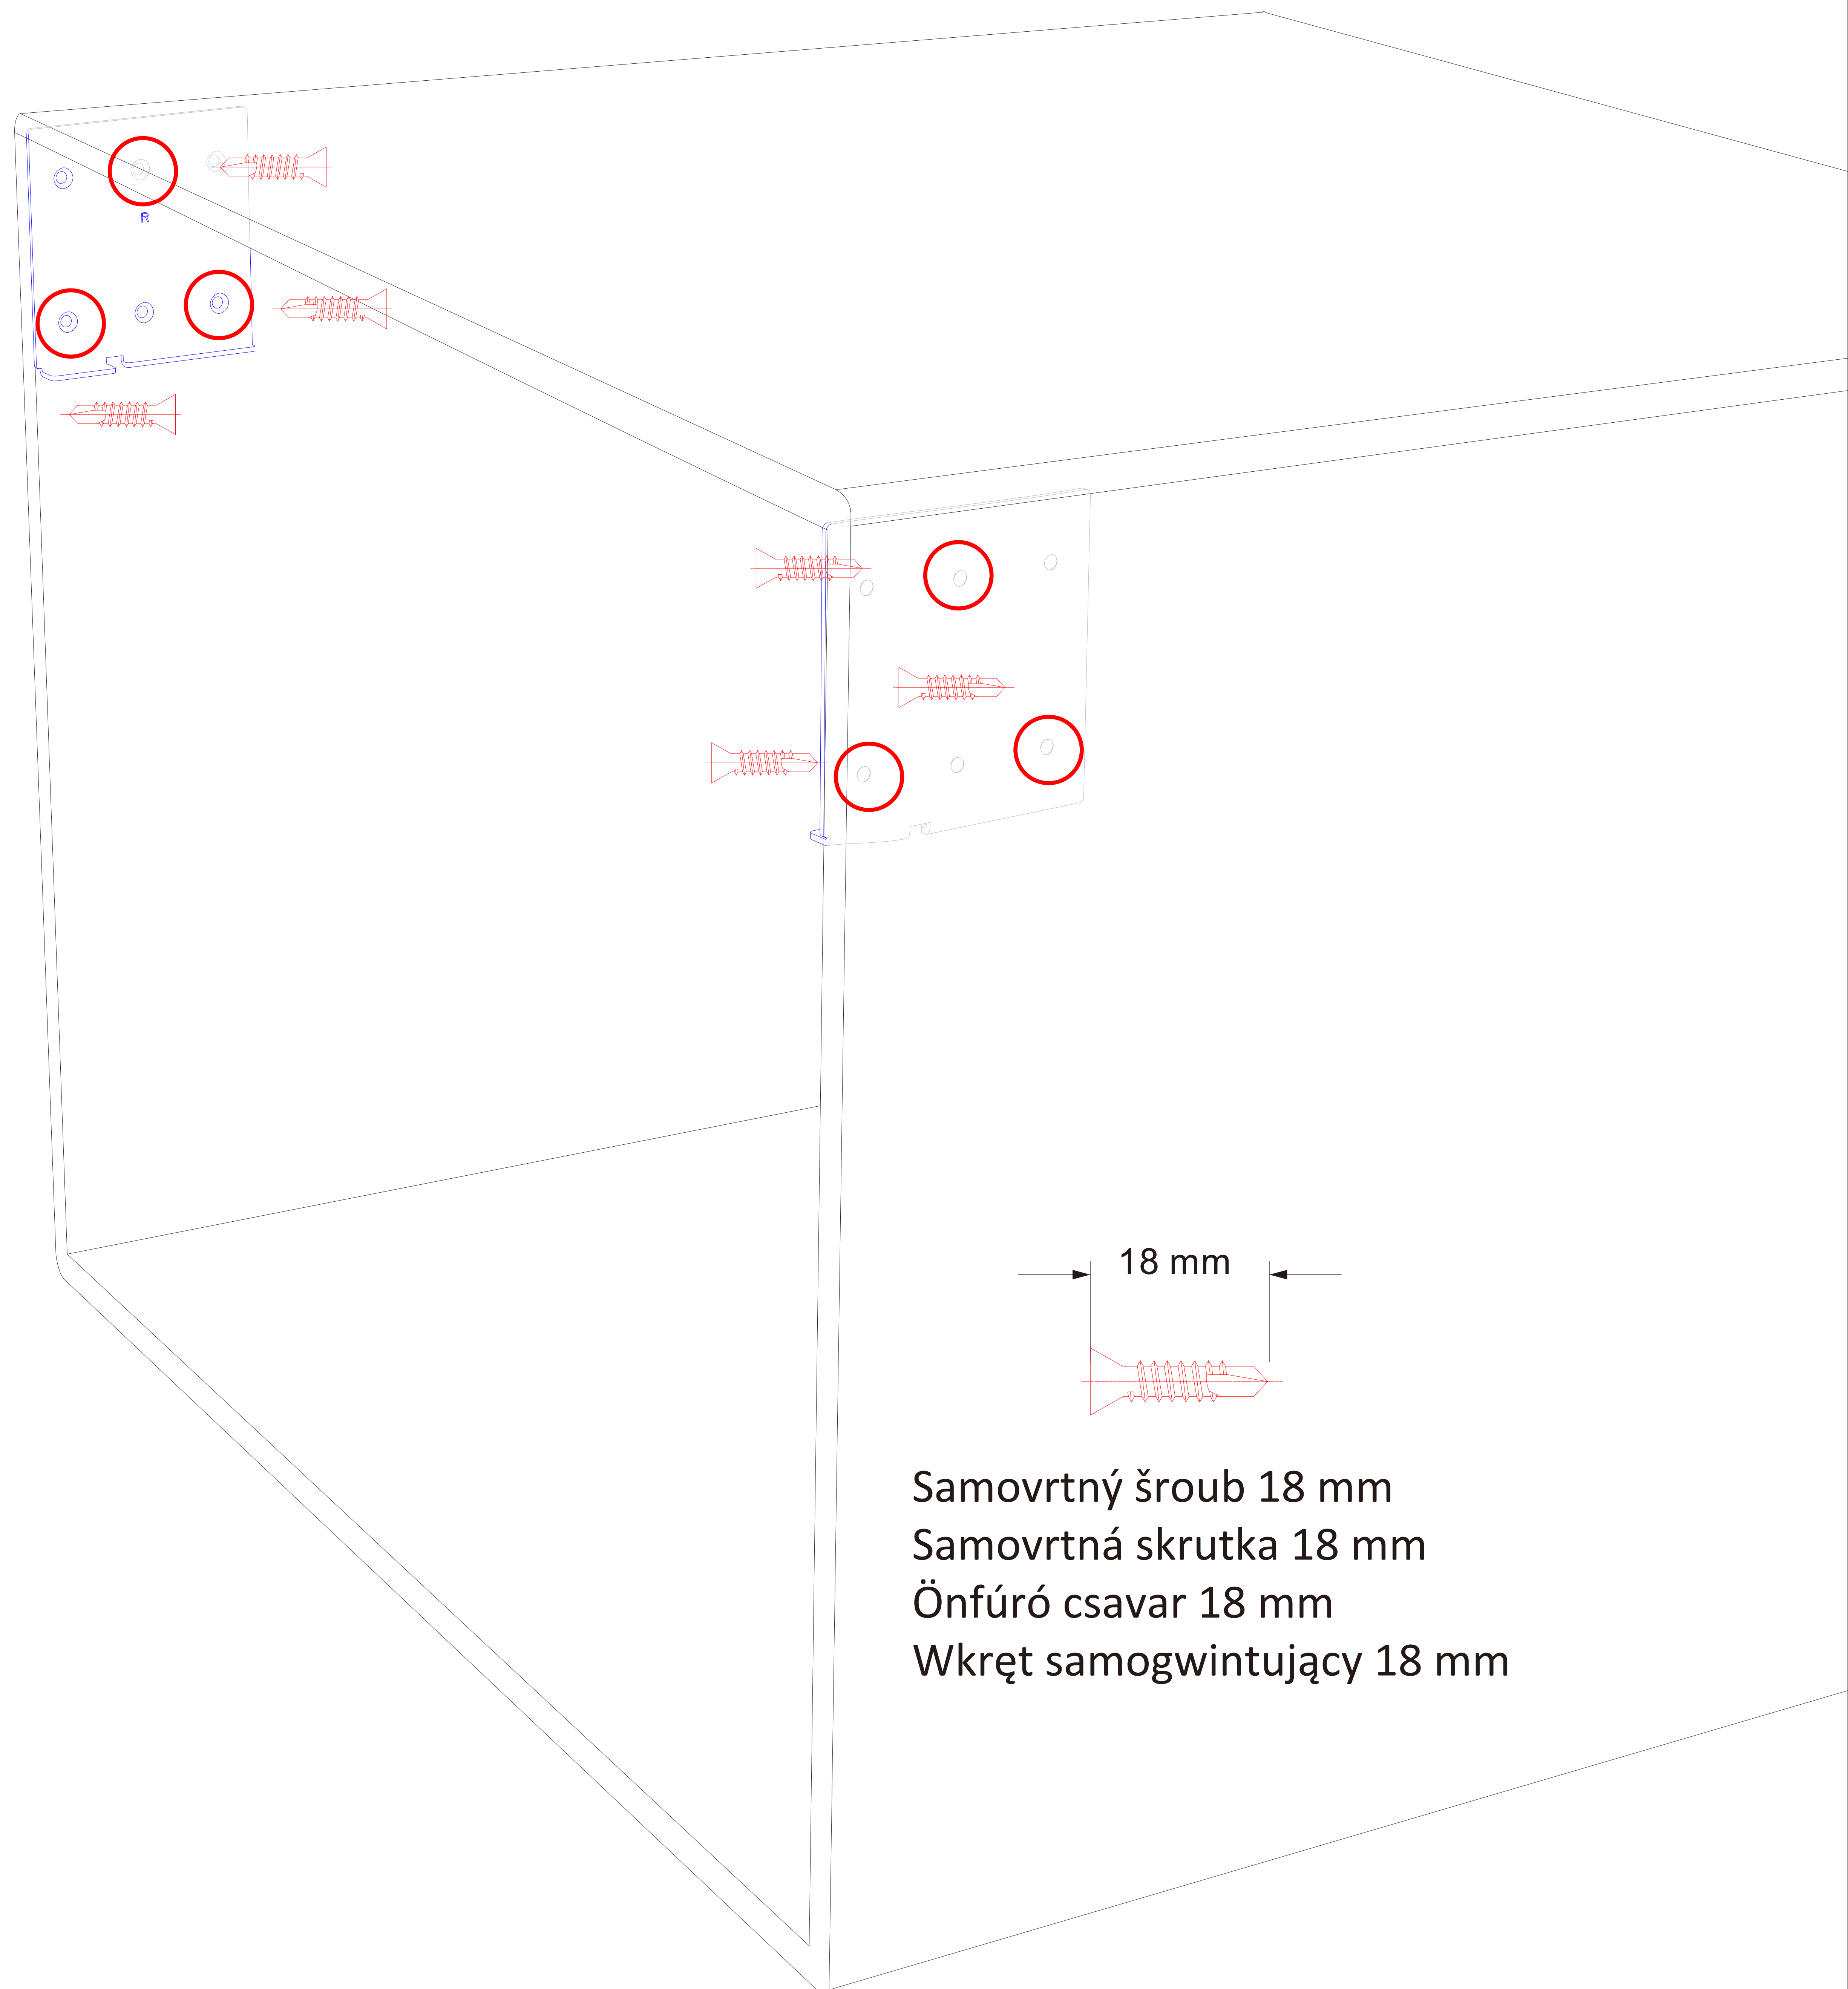 R
18 mm
Samovrtný šroub 18 mm
Samovrtná skrutka 18 mm
Önfúró csavar 18 mm
Wkręt samogwintujący 18 mm